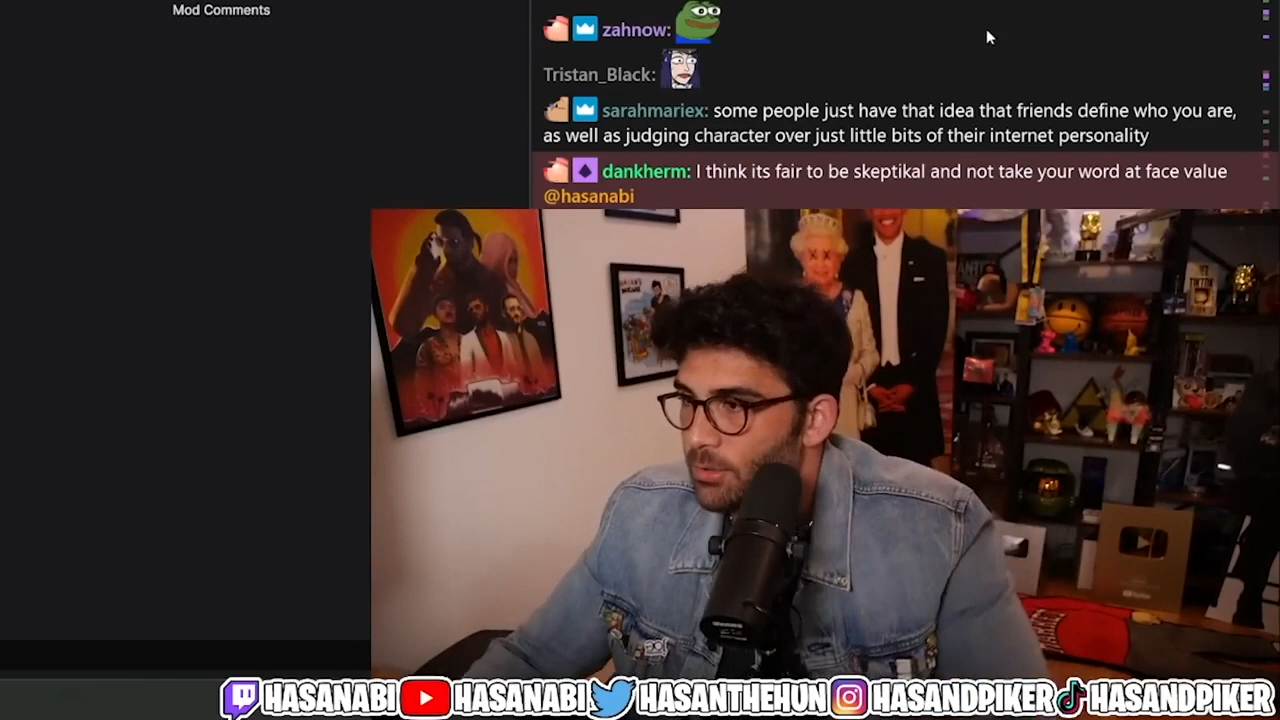 Mod Comments
zahnow:
Tristan_Black:
sarahmariex: some people just have that idea that friends define who you are,
as well as judging character over just little bits of their internet personality
dankherm: I think its fair to be skeptikal and not take your word at face value
@hasanabi
HASANABI HASANABI HASANTHEHUN HASANDPIKER HASANDPIKER